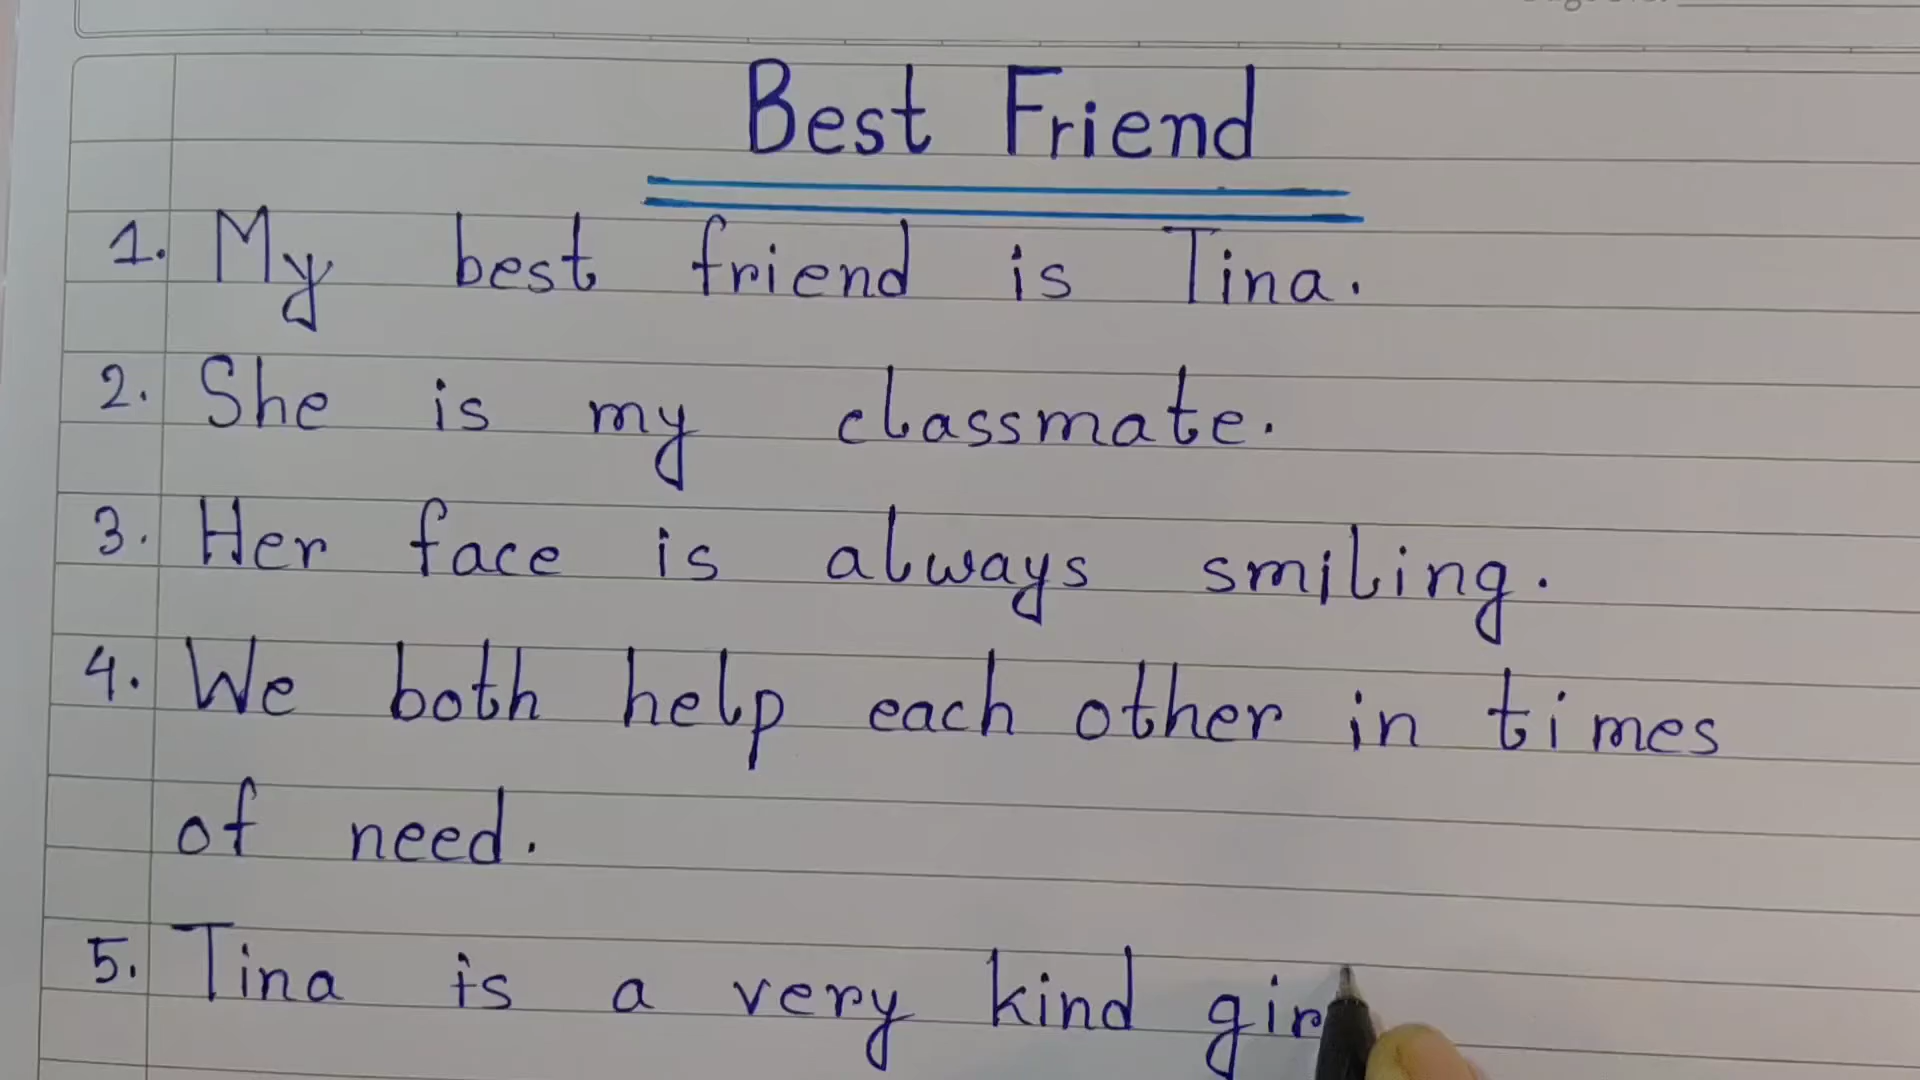 Best Friend
1. My best friend is Tina.
2. She is my classmate.
3. Her face is always smiling.
4. We both help each other in times
of need.
5. Tina is a very kind gir